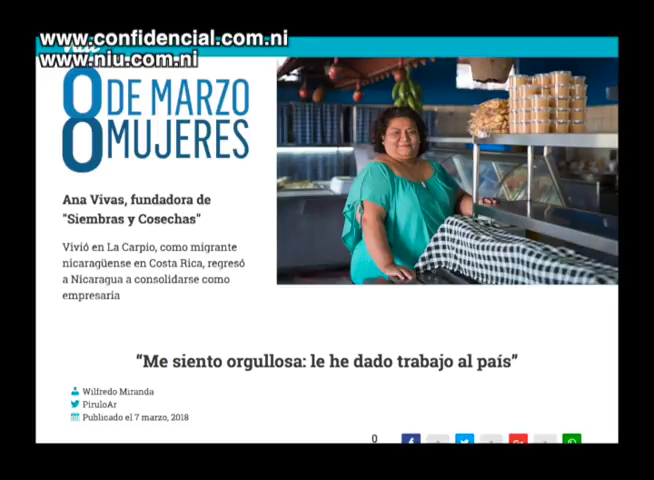 www.confidencial.com.ni
www.niu.com.ni
8 DE MARZO
8 MUJERES
Ana Vivas, fundadora de
"Siembras y Cosechas"
Vivió en La Carpio, como migrante
nicaragüense en Costa Rica, regresó
a Nicaragua a consolidarse como
empresaria
“Me siento orgullosa: le he dado trabajo al país”
Wilfredo Miranda
PiruloAr
Publicado el 7 marzo, 2018
0